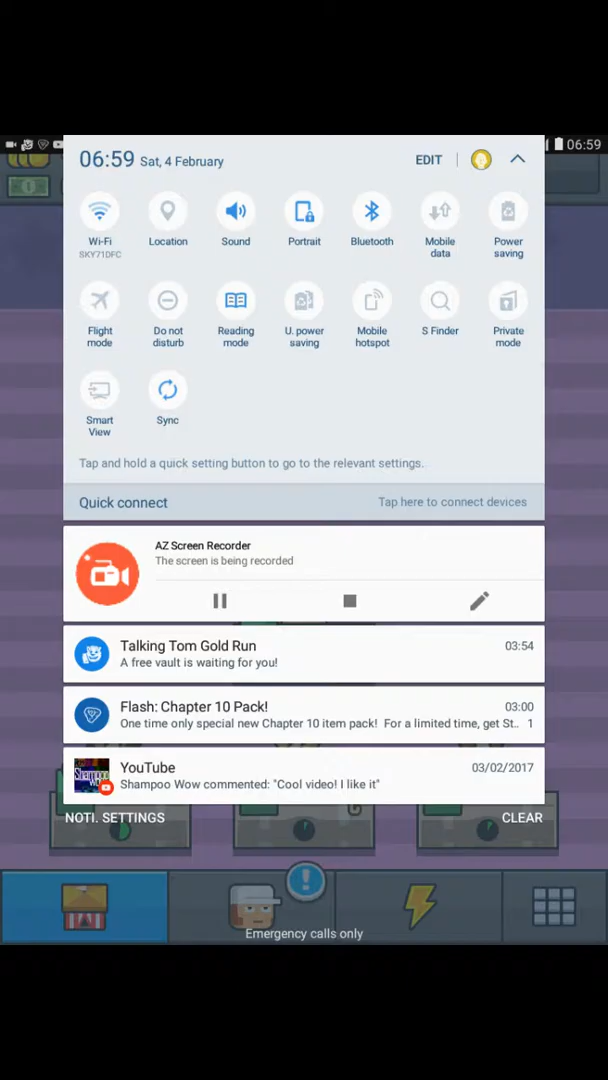 06:59
06:59 Sat, 4 February EDIT
Wi-Fi Location Sound Portrait Bluetooth Mobile data Power saving
SKY71DFC
Flight mode Do not disturb Reading mode U. power saving Mobile hotspot S Finder Private mode
Smart View Sync
Tap and hold a quick setting button to go to the relevant settings.
Quick connect Tap here to connect devices
AZ Screen Recorder
The screen is being recorded
Talking Tom Gold Run 03:54
A free vault is waiting for you!
Flash: Chapter 10 Pack! 03:00
One time only special new Chapter 10 item pack! For a limited time, get St.. 1
Shampoo Wow
YouTube 03/02/2017
Shampoo Wow commented: "Cool video! I like it"
NOTI. SETTINGS CLEAR
Emergency calls only